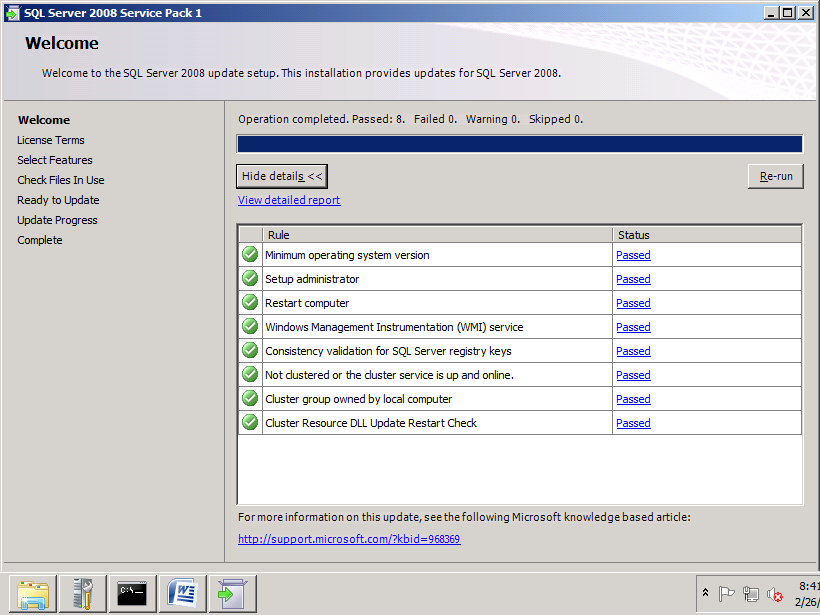 SQL Server 2008 Service Pack 1
Welcome
Welcome to the SQL Server 2008 update setup. This installation provides updates for SQL Server 2008.
Welcome
License Terms
Select Features
Check Files In Use
Ready to Update
Update Progress
Complete
Operation completed. Passed: 8. Failed 0. Warning 0. Skipped 0.
Hide details <<
Re-run
View detailed report
Rule Status
Minimum operating system version Passed
Setup administrator Passed
Restart computer Passed
Windows Management Instrumentation (WMI) service Passed
Consistency validation for SQL Server registry keys Passed
Not clustered or the cluster service is up and online. Passed
Cluster group owned by local computer Passed
Cluster Resource DLL Update Restart Check Passed
For more information on this update, see the following Microsoft knowledge based article:
http://support.microsoft.com/?kbid=968369
8:41
2/26/